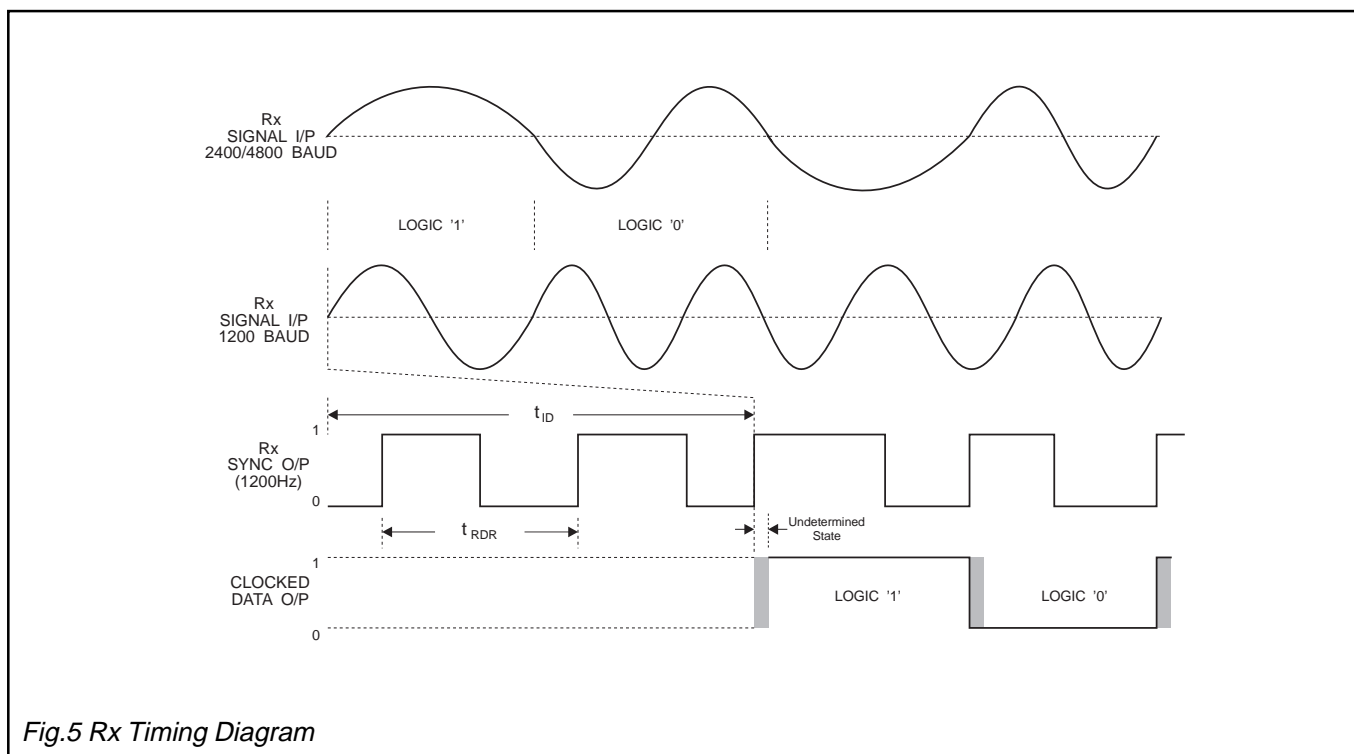 Rx
SIGNAL I/P
2400/4800 BAUD
LOGIC '1'
LOGIC '0'
Rx
SIGNAL I/P
1200 BAUD
t ID
1
Rx
SYNC O/P
(1200Hz)
0
t RDR
Undetermined
State
1
CLOCKED
DATA O/P
LOGIC '1'
LOGIC '0'
0
Fig.5 Rx Timing Diagram